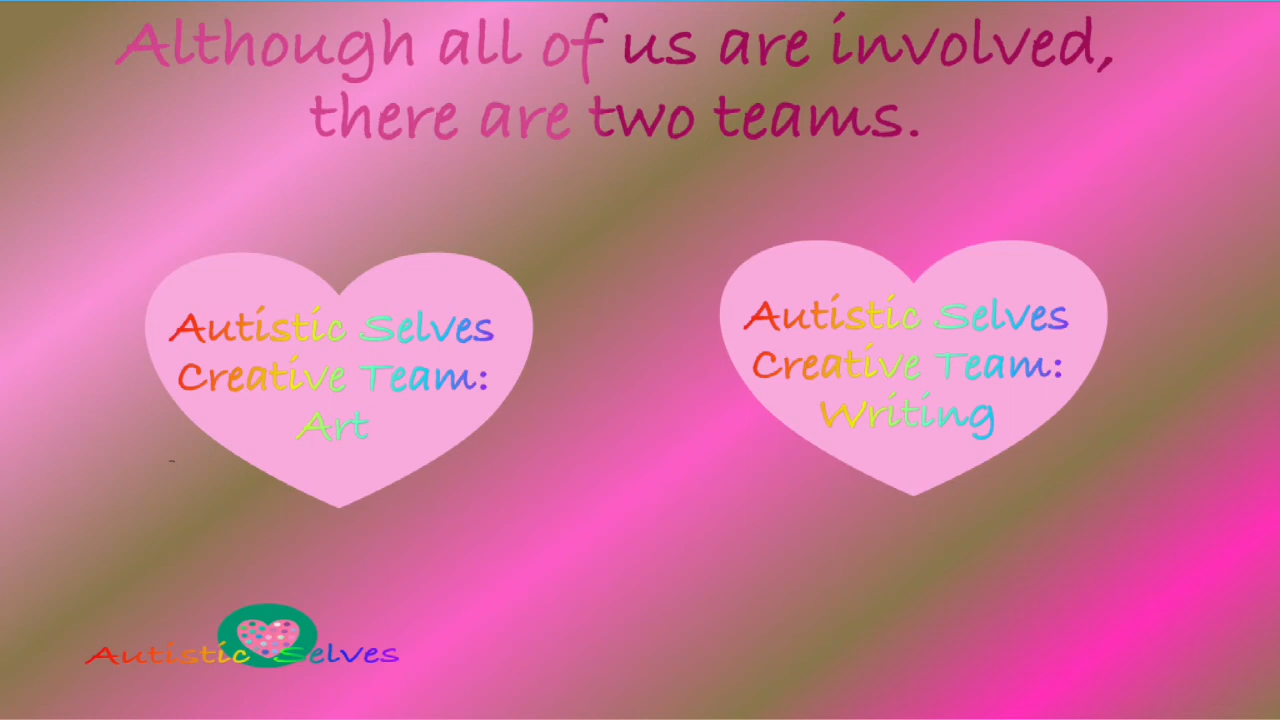 Although all of us are involved,
there are two teams.
Autistic Selves
Creative Team:
Art
Autistic Selves
Creative Team:
Writing
Autistic Selves